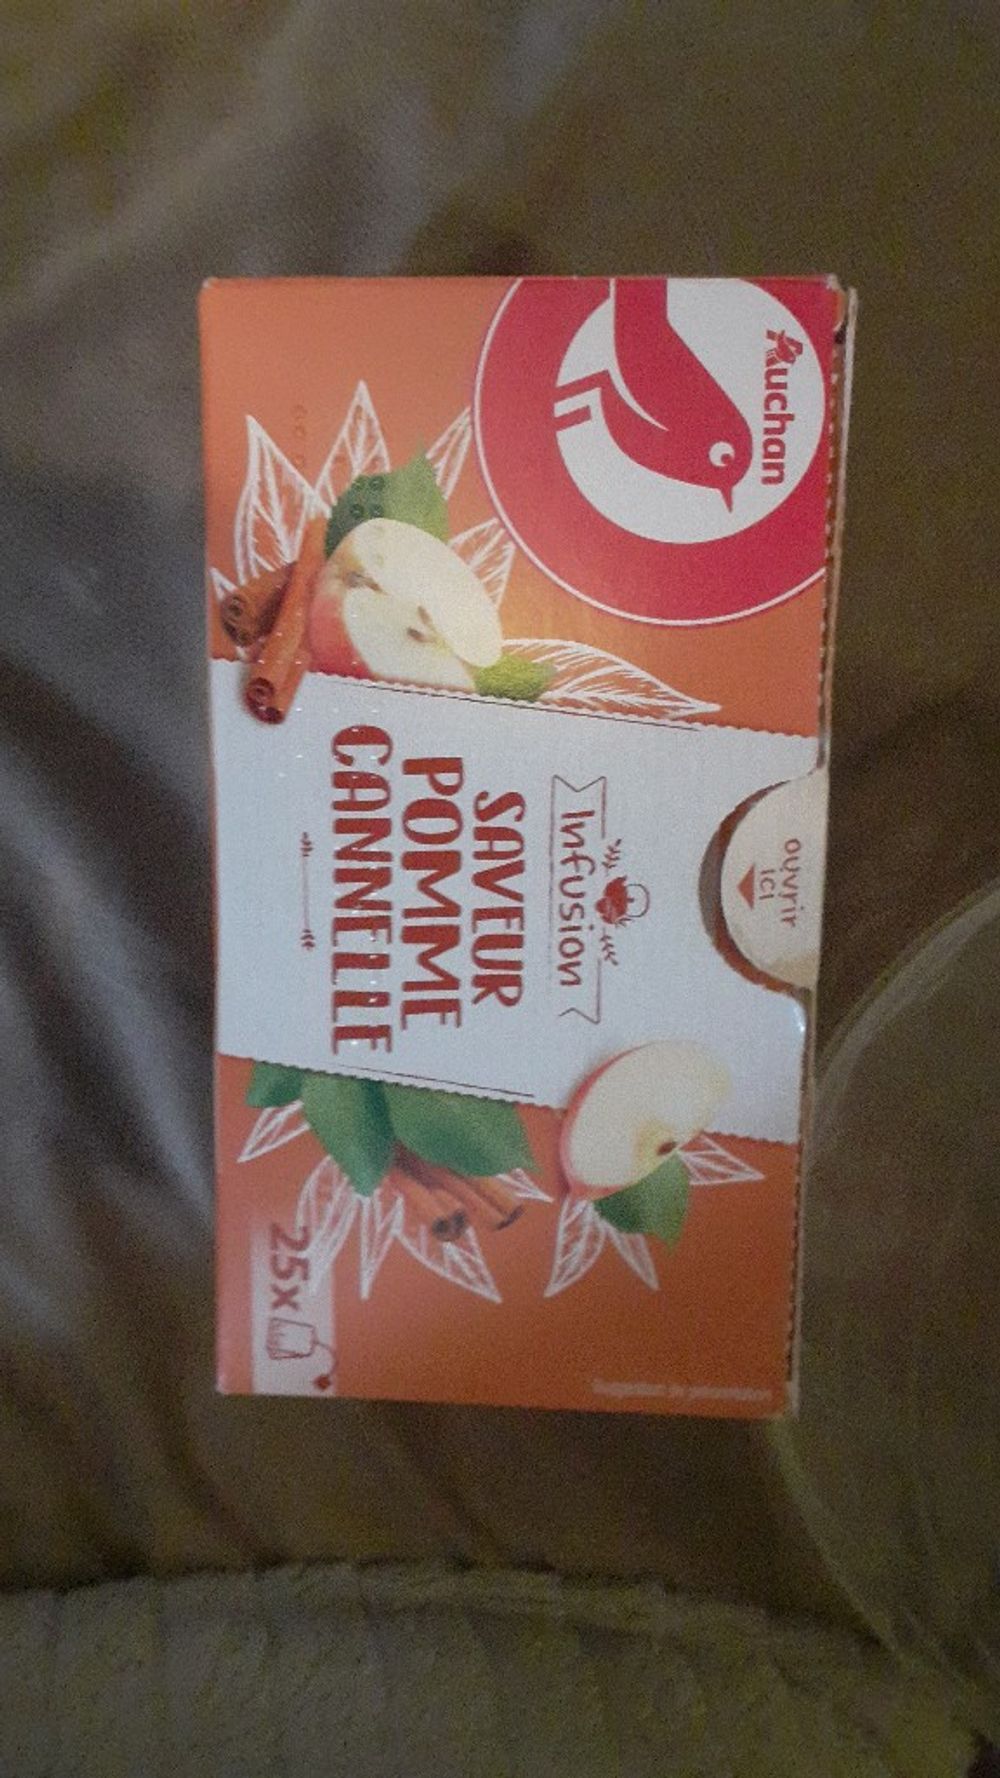 Auchan
ouvrir
ICI
Infusion
SAVEUR
POMME
CANNELLE
25x